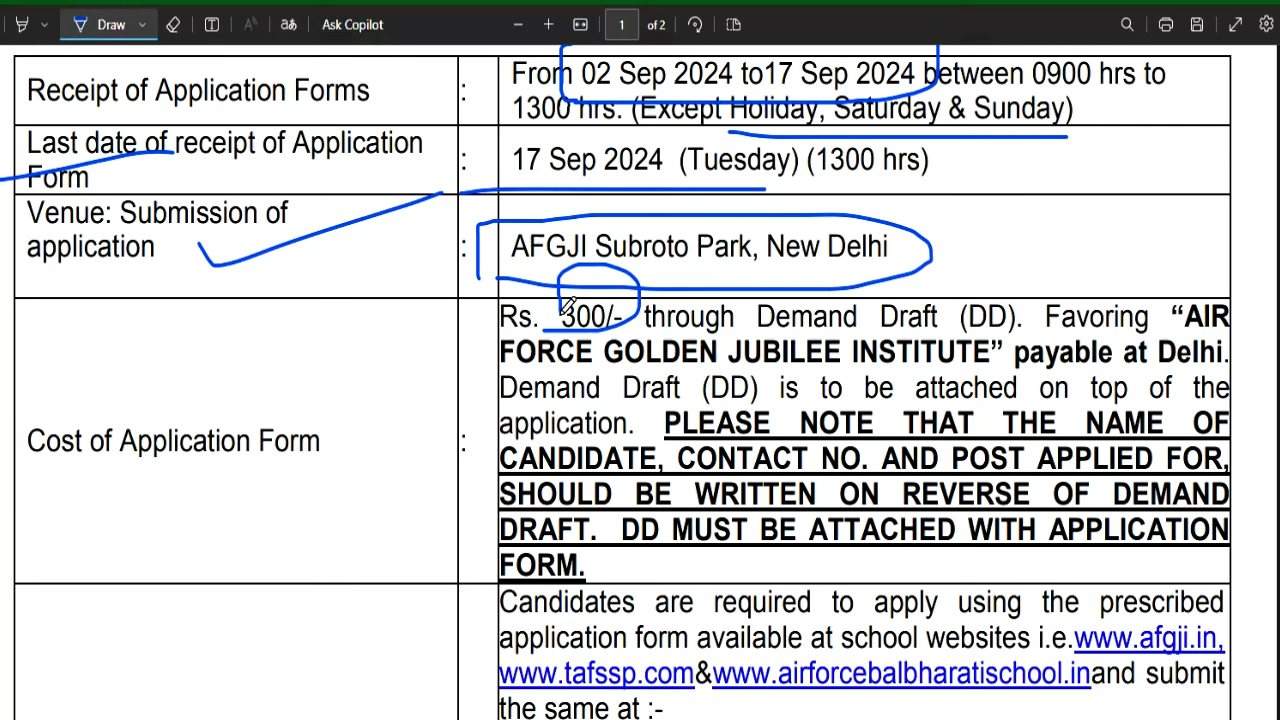 Draw
aあ
1
of 2
Ask Copilot
Receipt of Application Forms : From 02 Sep 2024 to17 Sep 2024 between 0900 hrs to
1300 hrs. (Except Holiday, Saturday & Sunday)
Last date of receipt of Application
Form : 17 Sep 2024 (Tuesday) (1300 hrs)
Venue: Submission of
application : AFGJI Subroto Park, New Delhi
Cost of Application Form :
Rs. 300/- through Demand Draft (DD). Favoring “AIR
FORCE GOLDEN JUBILEE INSTITUTE” payable at Delhi.
Demand Draft (DD) is to be attached on top of the
application. PLEASE NOTE THAT THE NAME OF
CANDIDATE, CONTACT NO. AND POST APPLIED FOR,
SHOULD BE WRITTEN ON REVERSE OF DEMAND
DRAFT. DD MUST BE ATTACHED WITH APPLICATION
FORM.
Candidates are required to apply using the prescribed
application form available at school websites i.e.www.afgji.in,
www.tafssp.com&www.airforcebalbharatischool.inand submit
the same at :-